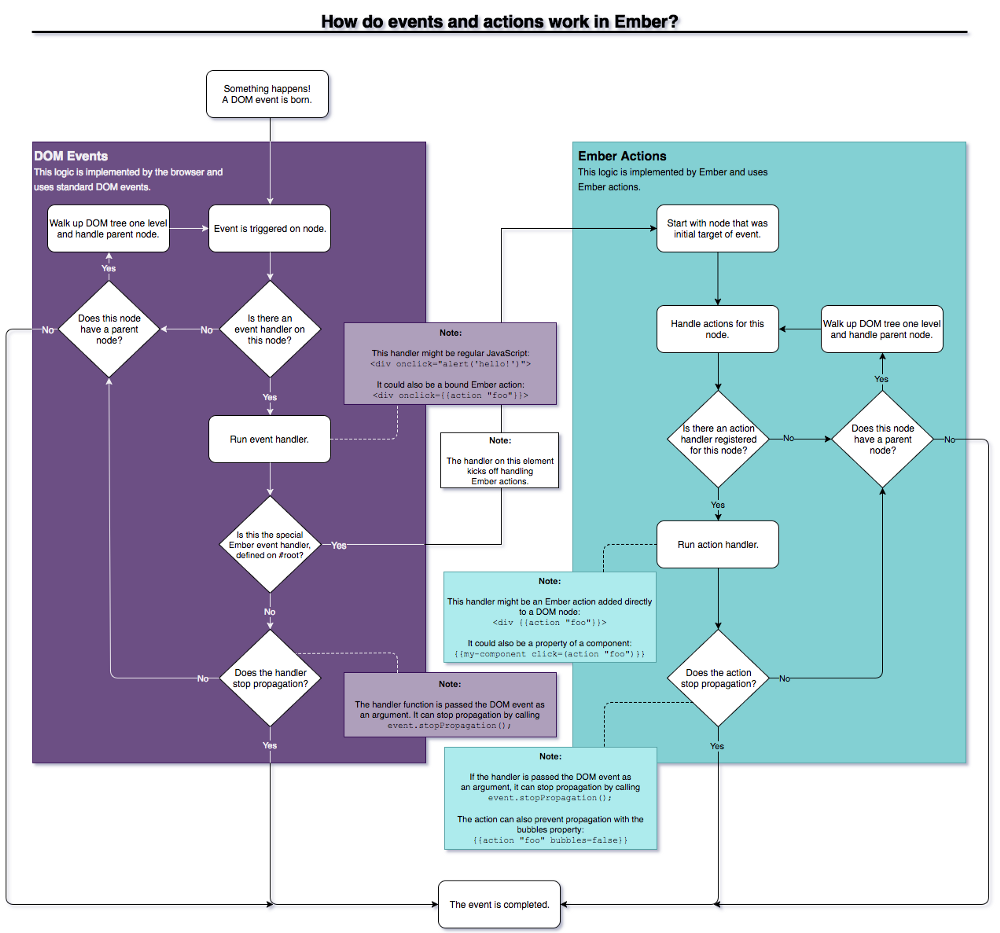 How do events and actions work in Ember?
Something happens!
A DOM event is born.
DOM Events
This logic is implemented by the browser and
uses standard DOM events.
Walk up DOM tree one level
and handle parent node.
Event is triggered on node.
Yes
Does this node
have a parent
node?
No
No
Is there an
event handler on
this node?
Yes
Note:
This handler might be regular JavaScript:
<div onclick="alert('hello!')">
It could also be a bound Ember action:
<div onclick={{action "foo"}}>
Run event handler.
Note:
The handler on this element
kicks off handling
Ember actions.
Is this the special
Ember event handler,
defined on #root?
Yes
No
Does the handler
stop propagation?
No
Yes
Note:
The handler function is passed the DOM event as
an argument. It can stop propagation by calling
event.stopPropagation();
Ember Actions
This logic is implemented by Ember and uses
Ember actions.
Start with node that was
initial target of event.
Handle actions for this
node.
Walk up DOM tree one level
and handle parent node.
Yes
Is there an action
handler registered
for this node?
No
Does this node
have a parent
node?
No
Yes
Run action handler.
Note:
This handler might be an Ember action added directly
to a DOM node:
<div {{action "foo"}}>
It could also be a property of a component:
{{my-component click=(action "foo")}}
Does the action
stop propagation?
No
Yes
Note:
If the handler is passed the DOM event as
an argument, it can stop propagation by calling
event.stopPropagation();
The action can also prevent propagation with the
bubbles property:
{{action "foo" bubbles=false}}
The event is completed.